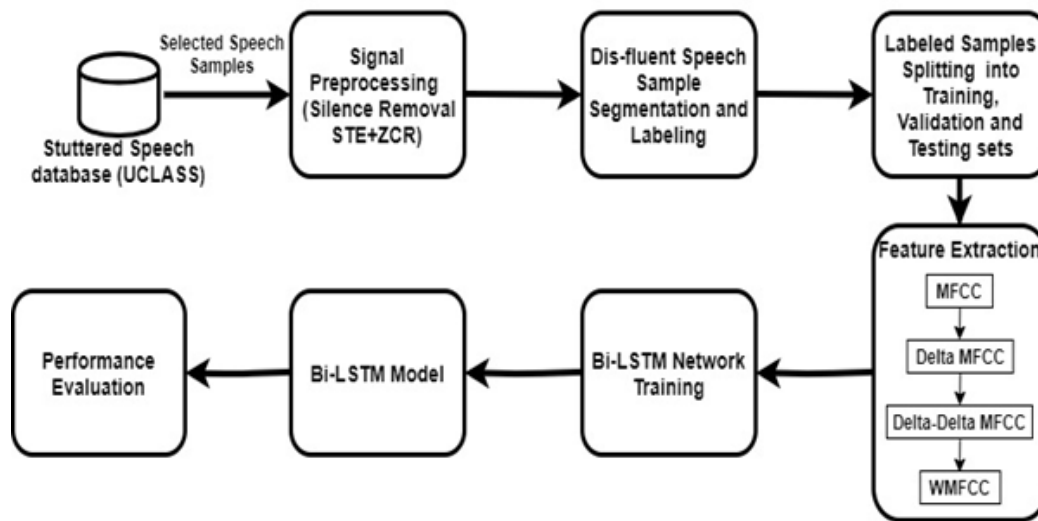 Selected Speech
Samples
Stuttered Speech
database (UCLASS)
Signal
Preprocessing
(Silence Removal
STE+ZCR)
Dis-fluent Speech
Sample
Segmentation and
Labeling
Labeled Samples
Splitting into
Training,
Validation and
Testing sets
Feature Extraction
MFCC
Delta MFCC
Delta-Delta MFCC
WMFCC
Bi-LSTM Network
Training
Bi-LSTM Model
Performance
Evaluation